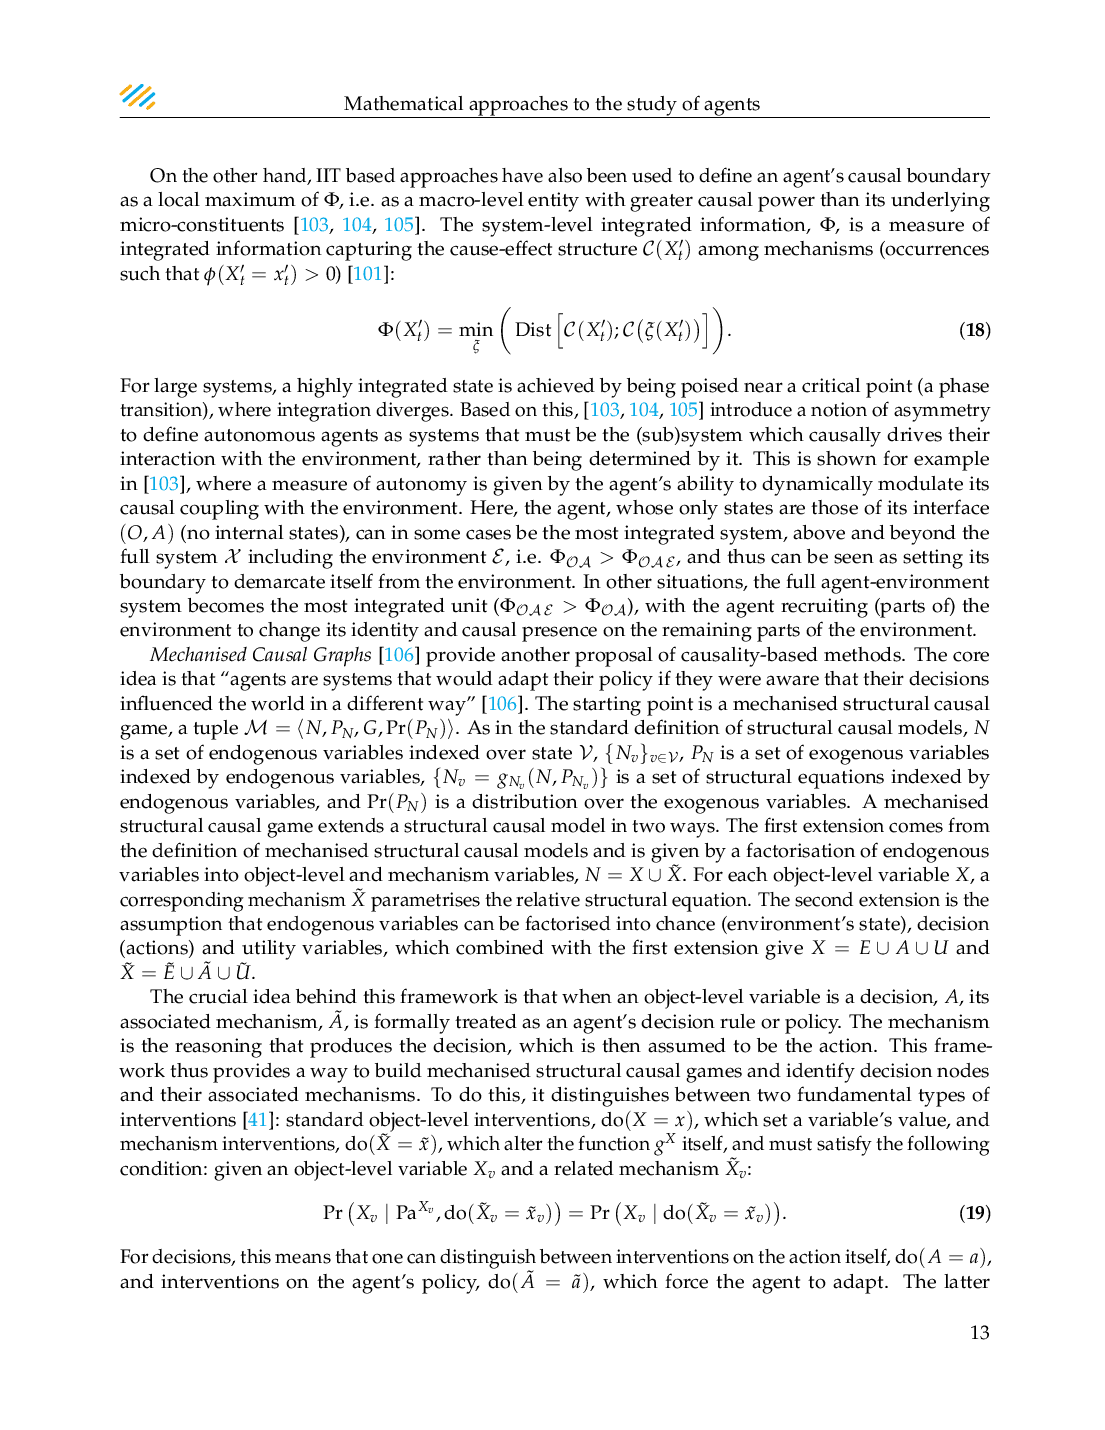 Mathematical approaches to the study of agents
On the other hand, IIT based approaches have also been used to define an agent's causal boundary
as a local maximum of Φ, i.e. as a macro-level entity with greater causal power than its underlying
micro-constituents [103, 104, 105]. The system-level integrated information, Φ, is a measure of
integrated information capturing the cause-effect structure 𝒞(X′ₜ) among mechanisms (occurrences
such that ϕ(X′ₜ = x′ₜ) > 0) [101]:
Φ(X′ₜ) = min_ξ ( Dist [𝒞(X′ₜ); 𝒞(ξ(X′ₜ))] ). (18)
For large systems, a highly integrated state is achieved by being poised near a critical point (a phase
transition), where integration diverges. Based on this, [103, 104, 105] introduce a notion of asymmetry
to define autonomous agents as systems that must be the (sub)system which causally drives their
interaction with the environment, rather than being determined by it. This is shown for example
in [103], where a measure of autonomy is given by the agent's ability to dynamically modulate its
causal coupling with the environment. Here, the agent, whose only states are those of its interface
(O, A) (no internal states), can in some cases be the most integrated system, above and beyond the
full system 𝒳 including the environment ℰ, i.e. Φ_𝒪𝒜 > Φ_𝒪𝒜ℰ, and thus can be seen as setting its
boundary to demarcate itself from the environment. In other situations, the full agent-environment
system becomes the most integrated unit (Φ_𝒪𝒜ℰ > Φ_𝒪𝒜), with the agent recruiting (parts of) the
environment to change its identity and causal presence on the remaining parts of the environment.
Mechanised Causal Graphs [106] provide another proposal of causality-based methods. The core
idea is that "agents are systems that would adapt their policy if they were aware that their decisions
influenced the world in a different way" [106]. The starting point is a mechanised structural causal
game, a tuple ℳ = ⟨N, P_N, G, Pr(P_N)⟩. As in the standard definition of structural causal models, N
is a set of endogenous variables indexed over state 𝒱, {N_v}_{v∈𝒱}, P_N is a set of exogenous variables
indexed by endogenous variables, {N_v = g_{N_v}(N, P_{N_v})} is a set of structural equations indexed by
endogenous variables, and Pr(P_N) is a distribution over the exogenous variables. A mechanised
structural causal game extends a structural causal model in two ways. The first extension comes from
the definition of mechanised structural causal models and is given by a factorisation of endogenous
variables into object-level and mechanism variables, N = X ∪ X̃. For each object-level variable X, a
corresponding mechanism X̃ parametrises the relative structural equation. The second extension is the
assumption that endogenous variables can be factorised into chance (environment's state), decision
(actions) and utility variables, which combined with the first extension give X = E ∪ A ∪ U and
X̃ = Ẽ ∪ Ã ∪ Ũ.
The crucial idea behind this framework is that when an object-level variable is a decision, A, its
associated mechanism, Ã, is formally treated as an agent's decision rule or policy. The mechanism
is the reasoning that produces the decision, which is then assumed to be the action. This frame-
work thus provides a way to build mechanised structural causal games and identify decision nodes
and their associated mechanisms. To do this, it distinguishes between two fundamental types of
interventions [41]: standard object-level interventions, do(X = x), which set a variable's value, and
mechanism interventions, do(X̃ = x̃), which alter the function g^X itself, and must satisfy the following
condition: given an object-level variable X_v and a related mechanism X̃_v:
Pr (X_v | Pa^{X_v}, do(X̃_v = x̃_v)) = Pr (X_v | do(X̃_v = x̃_v)). (19)
For decisions, this means that one can distinguish between interventions on the action itself, do(A = a),
and interventions on the agent's policy, do(Ã = ã), which force the agent to adapt. The latter
13